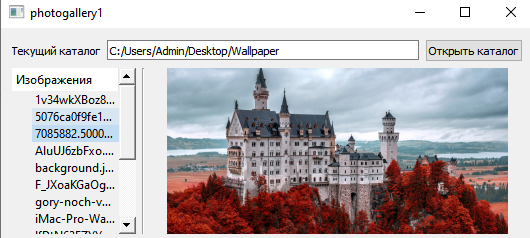 photogallery1
Текущий каталог C:/Users/Admin/Desktop/Wallpaper Открыть каталог
Изображения
1v34wkXBoz8...
5076ca0f9fe1...
7085882.5000...
AluUJ6zbFxo....
background.j...
F_JXoaKGaOg...
gory-noch-v...
iMac-Pro-Wa...